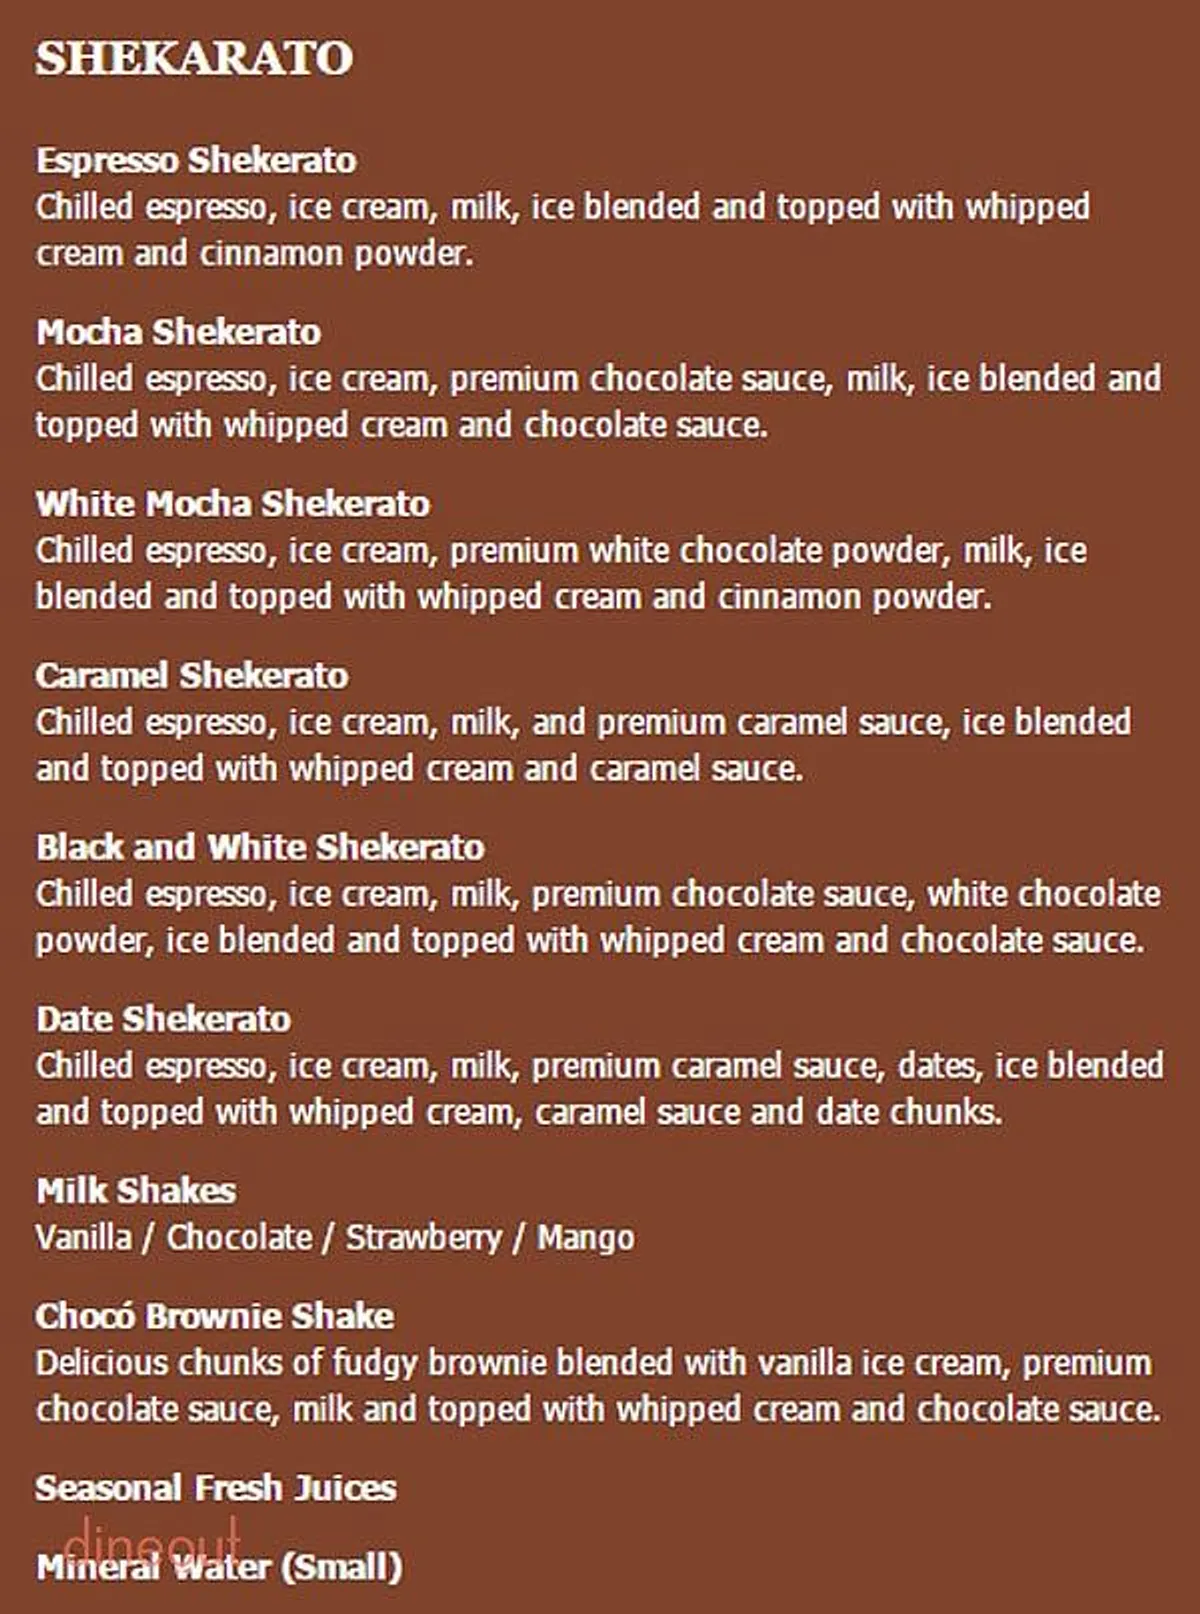 SHEKARATO
Espresso Shekerato
Chilled espresso, ice cream, milk, ice blended and topped with whipped
cream and cinnamon powder.
Mocha Shekerato
Chilled espresso, ice cream, premium chocolate sauce, milk, ice blended and
topped with whipped cream and chocolate sauce.
White Mocha Shekerato
Chilled espresso, ice cream, premium white chocolate powder, milk, ice
blended and topped with whipped cream and cinnamon powder.
Caramel Shekerato
Chilled espresso, ice cream, milk, and premium caramel sauce, ice blended
and topped with whipped cream and caramel sauce.
Black and White Shekerato
Chilled espresso, ice cream, milk, premium chocolate sauce, white chocolate
powder, ice blended and topped with whipped cream and chocolate sauce.
Date Shekerato
Chilled espresso, ice cream, milk, premium caramel sauce, dates, ice blended
and topped with whipped cream, caramel sauce and date chunks.
Milk Shakes
Vanilla / Chocolate / Strawberry / Mango
Chocó Brownie Shake
Delicious chunks of fudgy brownie blended with vanilla ice cream, premium
chocolate sauce, milk and topped with whipped cream and chocolate sauce.
Seasonal Fresh Juices
dineout
Mineral Water (Small)